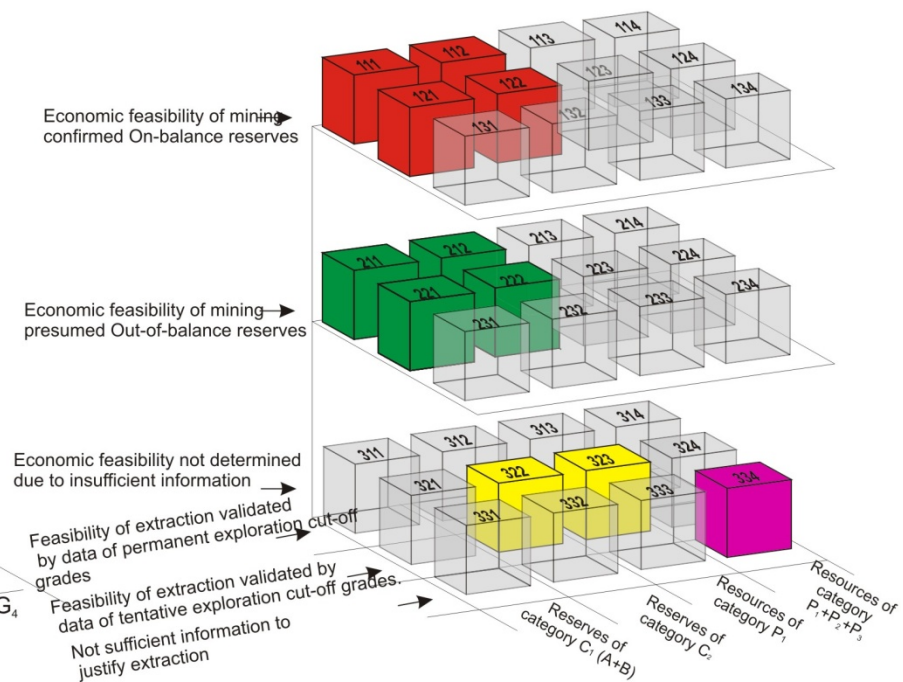 111
112
113
114
121
122
123
124
131
132
133
134
Economic feasibility of mining
confirmed On-balance reserves
211
212
213
214
221
222
223
224
231
232
233
234
Economic feasibility of mining
presumed Out-of-balance reserves
311
312
313
314
321
322
323
324
331
332
333
334
Economic feasibility not determined
due to insufficient information
Feasibility of extraction validated
by data of permanent exploration cut-off
grades
Feasibility of extraction validated by
data of tentative exploration cut-off grades.
Not sufficient information to
justify extraction
G₄
Reserves of
category C₁ (A+B)
Reserves of
category C₂
Resources of
category P₁
Resources of
category
P₁+P₂+P₃